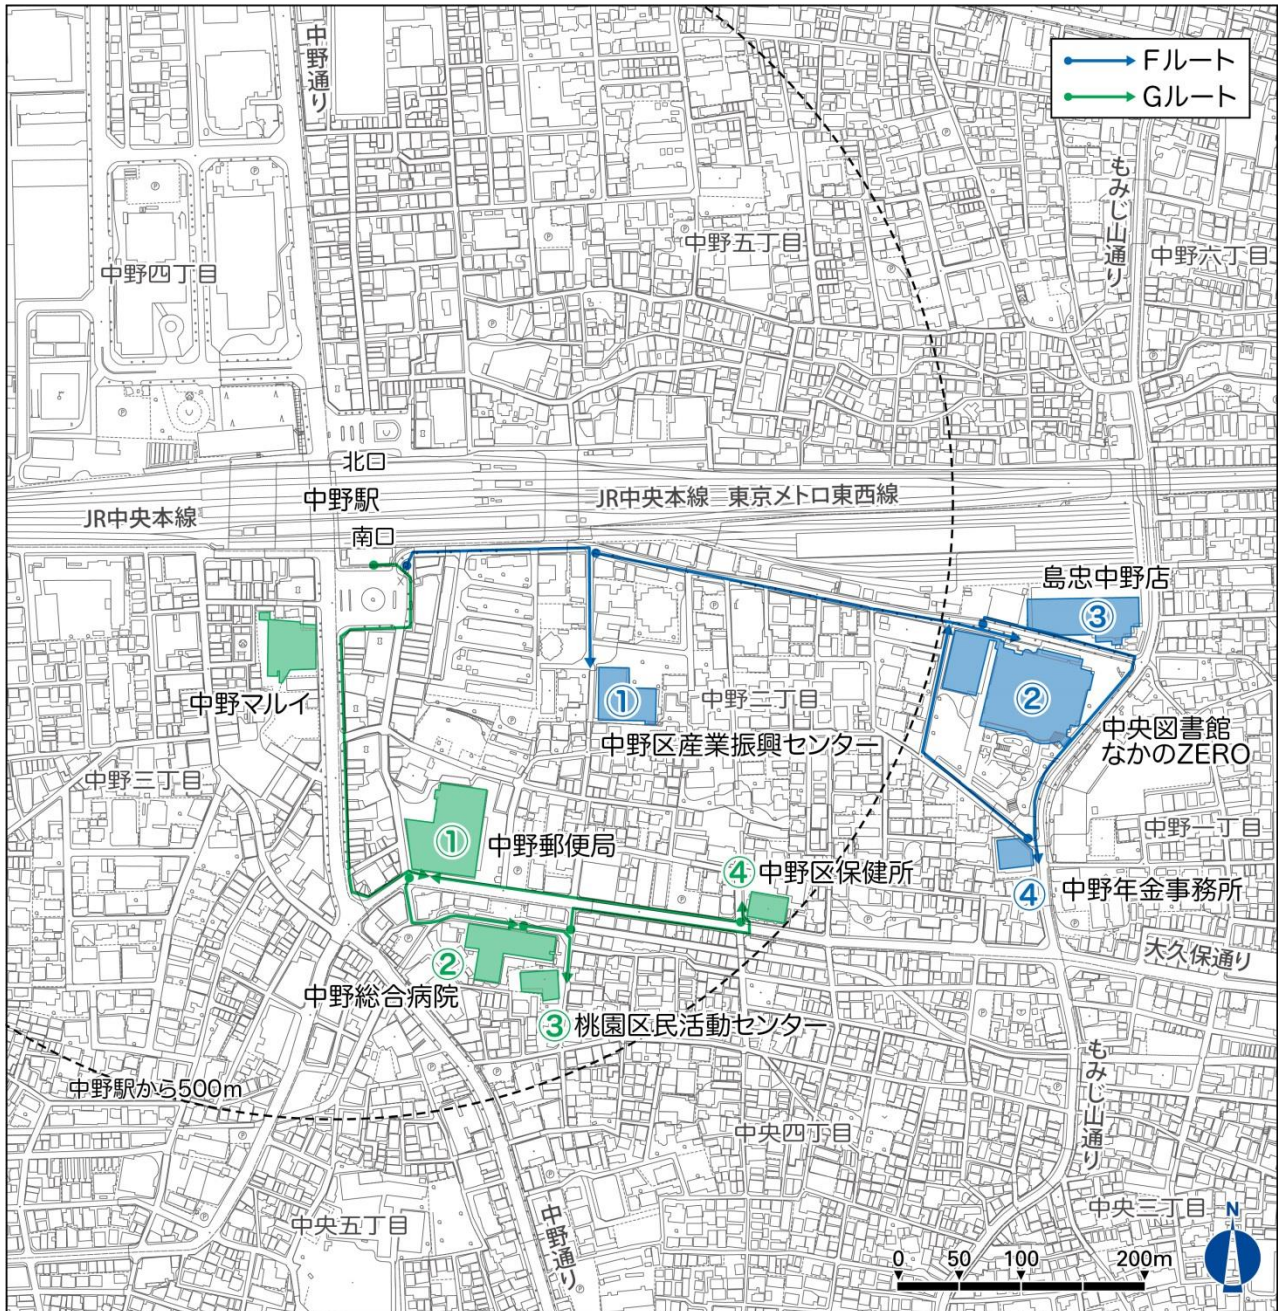 Fルート
Gルート
中野通り
もみじ山通り
中野五丁目
中野六丁目
中野四丁目
北口
中野駅
JR中央本線 東京メトロ東西線
JR中央本線
南口
島忠中野店
③
中野マルイ
①
中野二丁目
②
中野区産業振興センター
中央図書館
なかのZERO
中野三丁目
中野一丁目
①
中野郵便局
④
中野区保健所
④
中野年金事務所
大久保通り
②
中野総合病院
③
桃園区民活動センター
中野駅から500m
もみじ山通り
中央四丁目
中央五丁目
中野通り
中央三丁目
N
0 50 100 200m